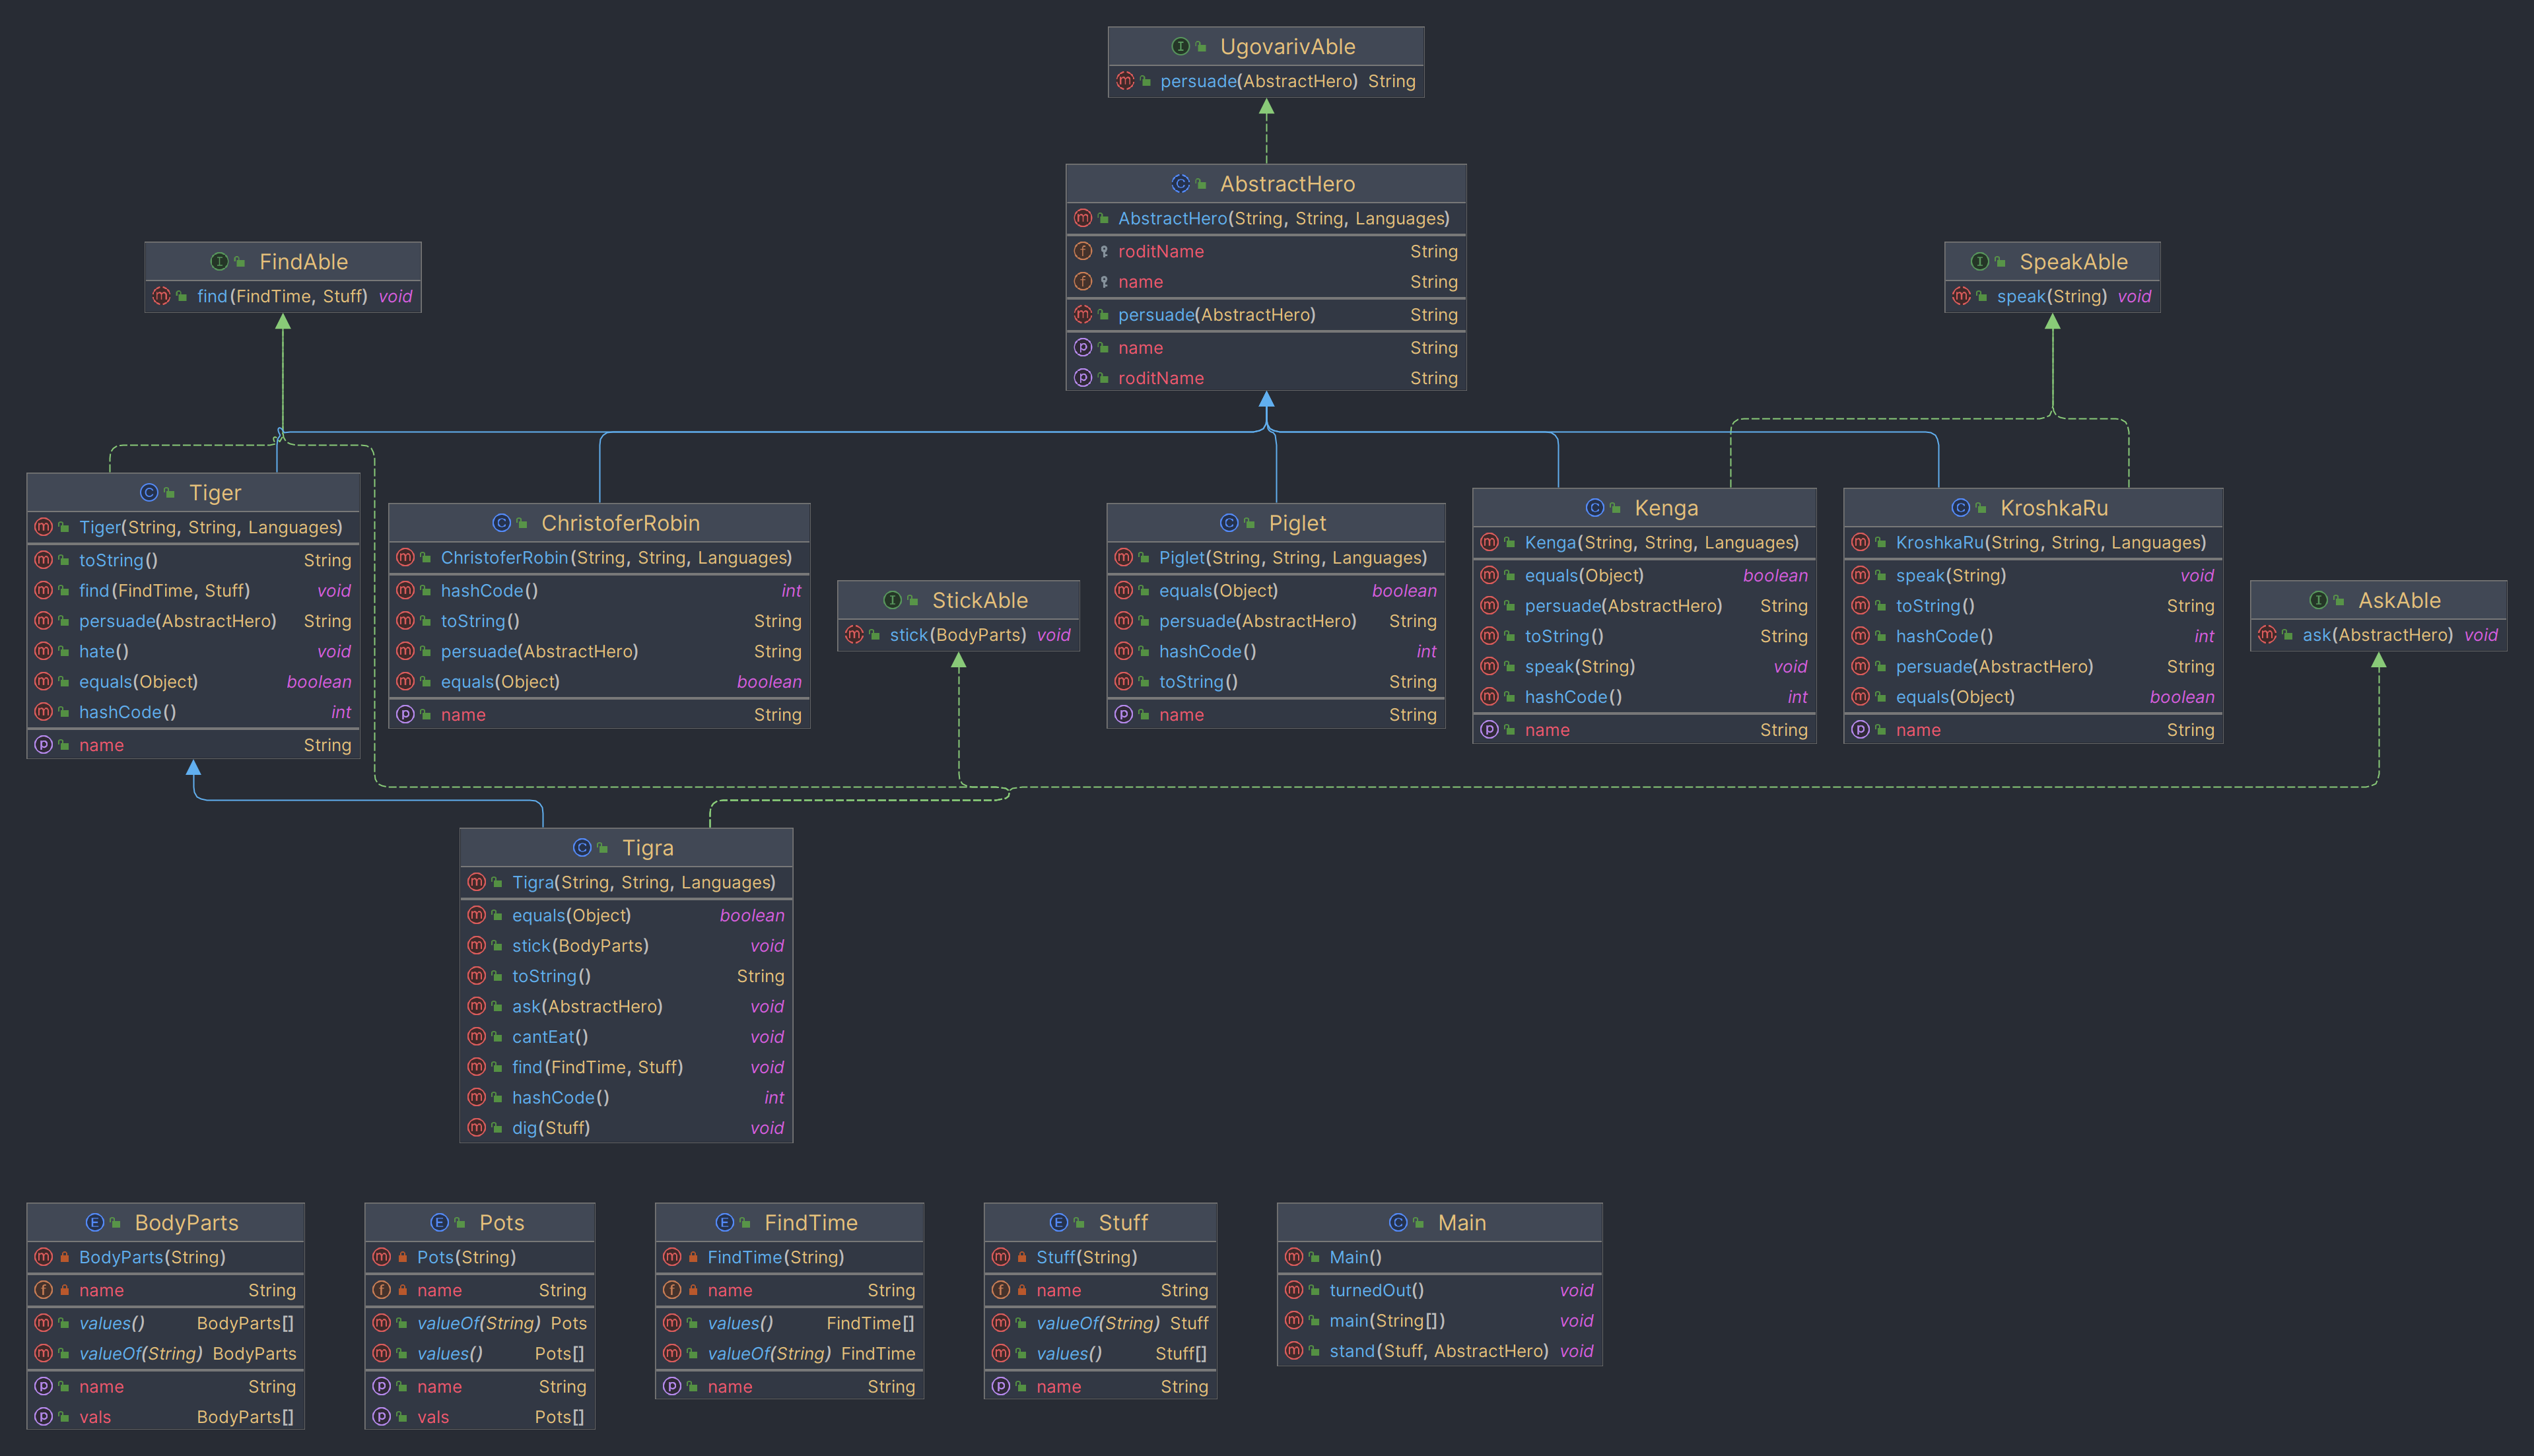 UgovarivAble
persuade(AbstractHero) String
AbstractHero
AbstractHero(String, String, Languages)
roditName String
name String
persuade(AbstractHero) String
name String
roditName String
FindAble
find(FindTime, Stuff) void
SpeakAble
speak(String) void
Tiger
Tiger(String, String, Languages)
toString() String
find(FindTime, Stuff) void
persuade(AbstractHero) String
hate() void
equals(Object) boolean
hashCode() int
name String
ChristoferRobin
ChristoferRobin(String, String, Languages)
hashCode() int
toString() String
persuade(AbstractHero) String
equals(Object) boolean
name String
StickAble
stick(BodyParts) void
Piglet
Piglet(String, String, Languages)
equals(Object) boolean
persuade(AbstractHero) String
hashCode() int
toString() String
name String
Kenga
Kenga(String, String, Languages)
equals(Object) boolean
persuade(AbstractHero) String
toString() String
speak(String) void
hashCode() int
name String
KroshkaRu
KroshkaRu(String, String, Languages)
speak(String) void
toString() String
hashCode() int
persuade(AbstractHero) String
equals(Object) boolean
name String
AskAble
ask(AbstractHero) void
Tigra
Tigra(String, String, Languages)
equals(Object) boolean
stick(BodyParts) void
toString() String
ask(AbstractHero) void
cantEat() void
find(FindTime, Stuff) void
hashCode() int
dig(Stuff) void
BodyParts
BodyParts(String)
name String
values() BodyParts[]
valueOf(String) BodyParts
name String
vals BodyParts[]
Pots
Pots(String)
name String
valueOf(String) Pots
values() Pots[]
name String
vals Pots[]
FindTime
FindTime(String)
name String
values() FindTime[]
valueOf(String) FindTime
name String
Stuff
Stuff(String)
name String
valueOf(String) Stuff
values() Stuff[]
name String
Main
Main()
turnedOut() void
main(String[]) void
stand(Stuff, AbstractHero) void